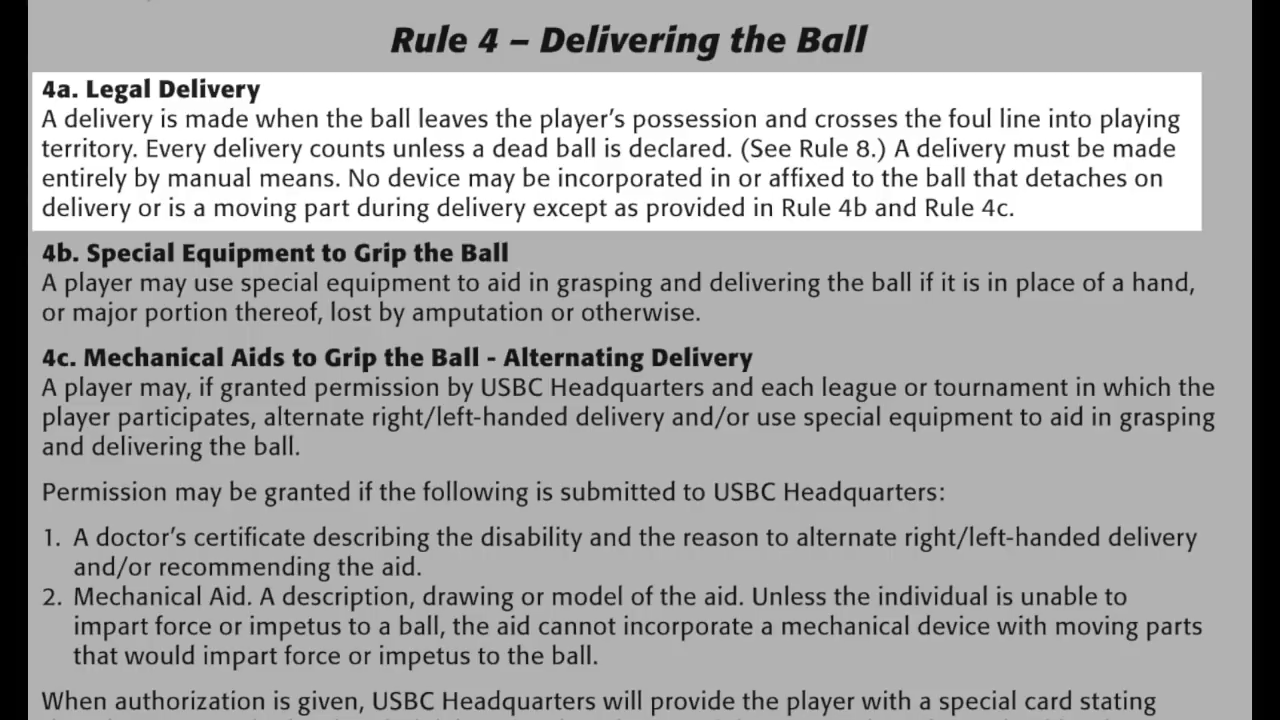 Rule 4 – Delivering the Ball
4a. Legal Delivery
A delivery is made when the ball leaves the player’s possession and crosses the foul line into playing
territory. Every delivery counts unless a dead ball is declared. (See Rule 8.) A delivery must be made
entirely by manual means. No device may be incorporated in or affixed to the ball that detaches on
delivery or is a moving part during delivery except as provided in Rule 4b and Rule 4c.
4b. Special Equipment to Grip the Ball
A player may use special equipment to aid in grasping and delivering the ball if it is in place of a hand,
or major portion thereof, lost by amputation or otherwise.
4c. Mechanical Aids to Grip the Ball - Alternating Delivery
A player may, if granted permission by USBC Headquarters and each league or tournament in which the
player participates, alternate right/left-handed delivery and/or use special equipment to aid in grasping
and delivering the ball.
Permission may be granted if the following is submitted to USBC Headquarters:
1. A doctor’s certificate describing the disability and the reason to alternate right/left-handed delivery
and/or recommending the aid.
2. Mechanical Aid. A description, drawing or model of the aid. Unless the individual is unable to
impart force or impetus to a ball, the aid cannot incorporate a mechanical device with moving parts
that would impart force or impetus to the ball.
When authorization is given, USBC Headquarters will provide the player with a special card stating